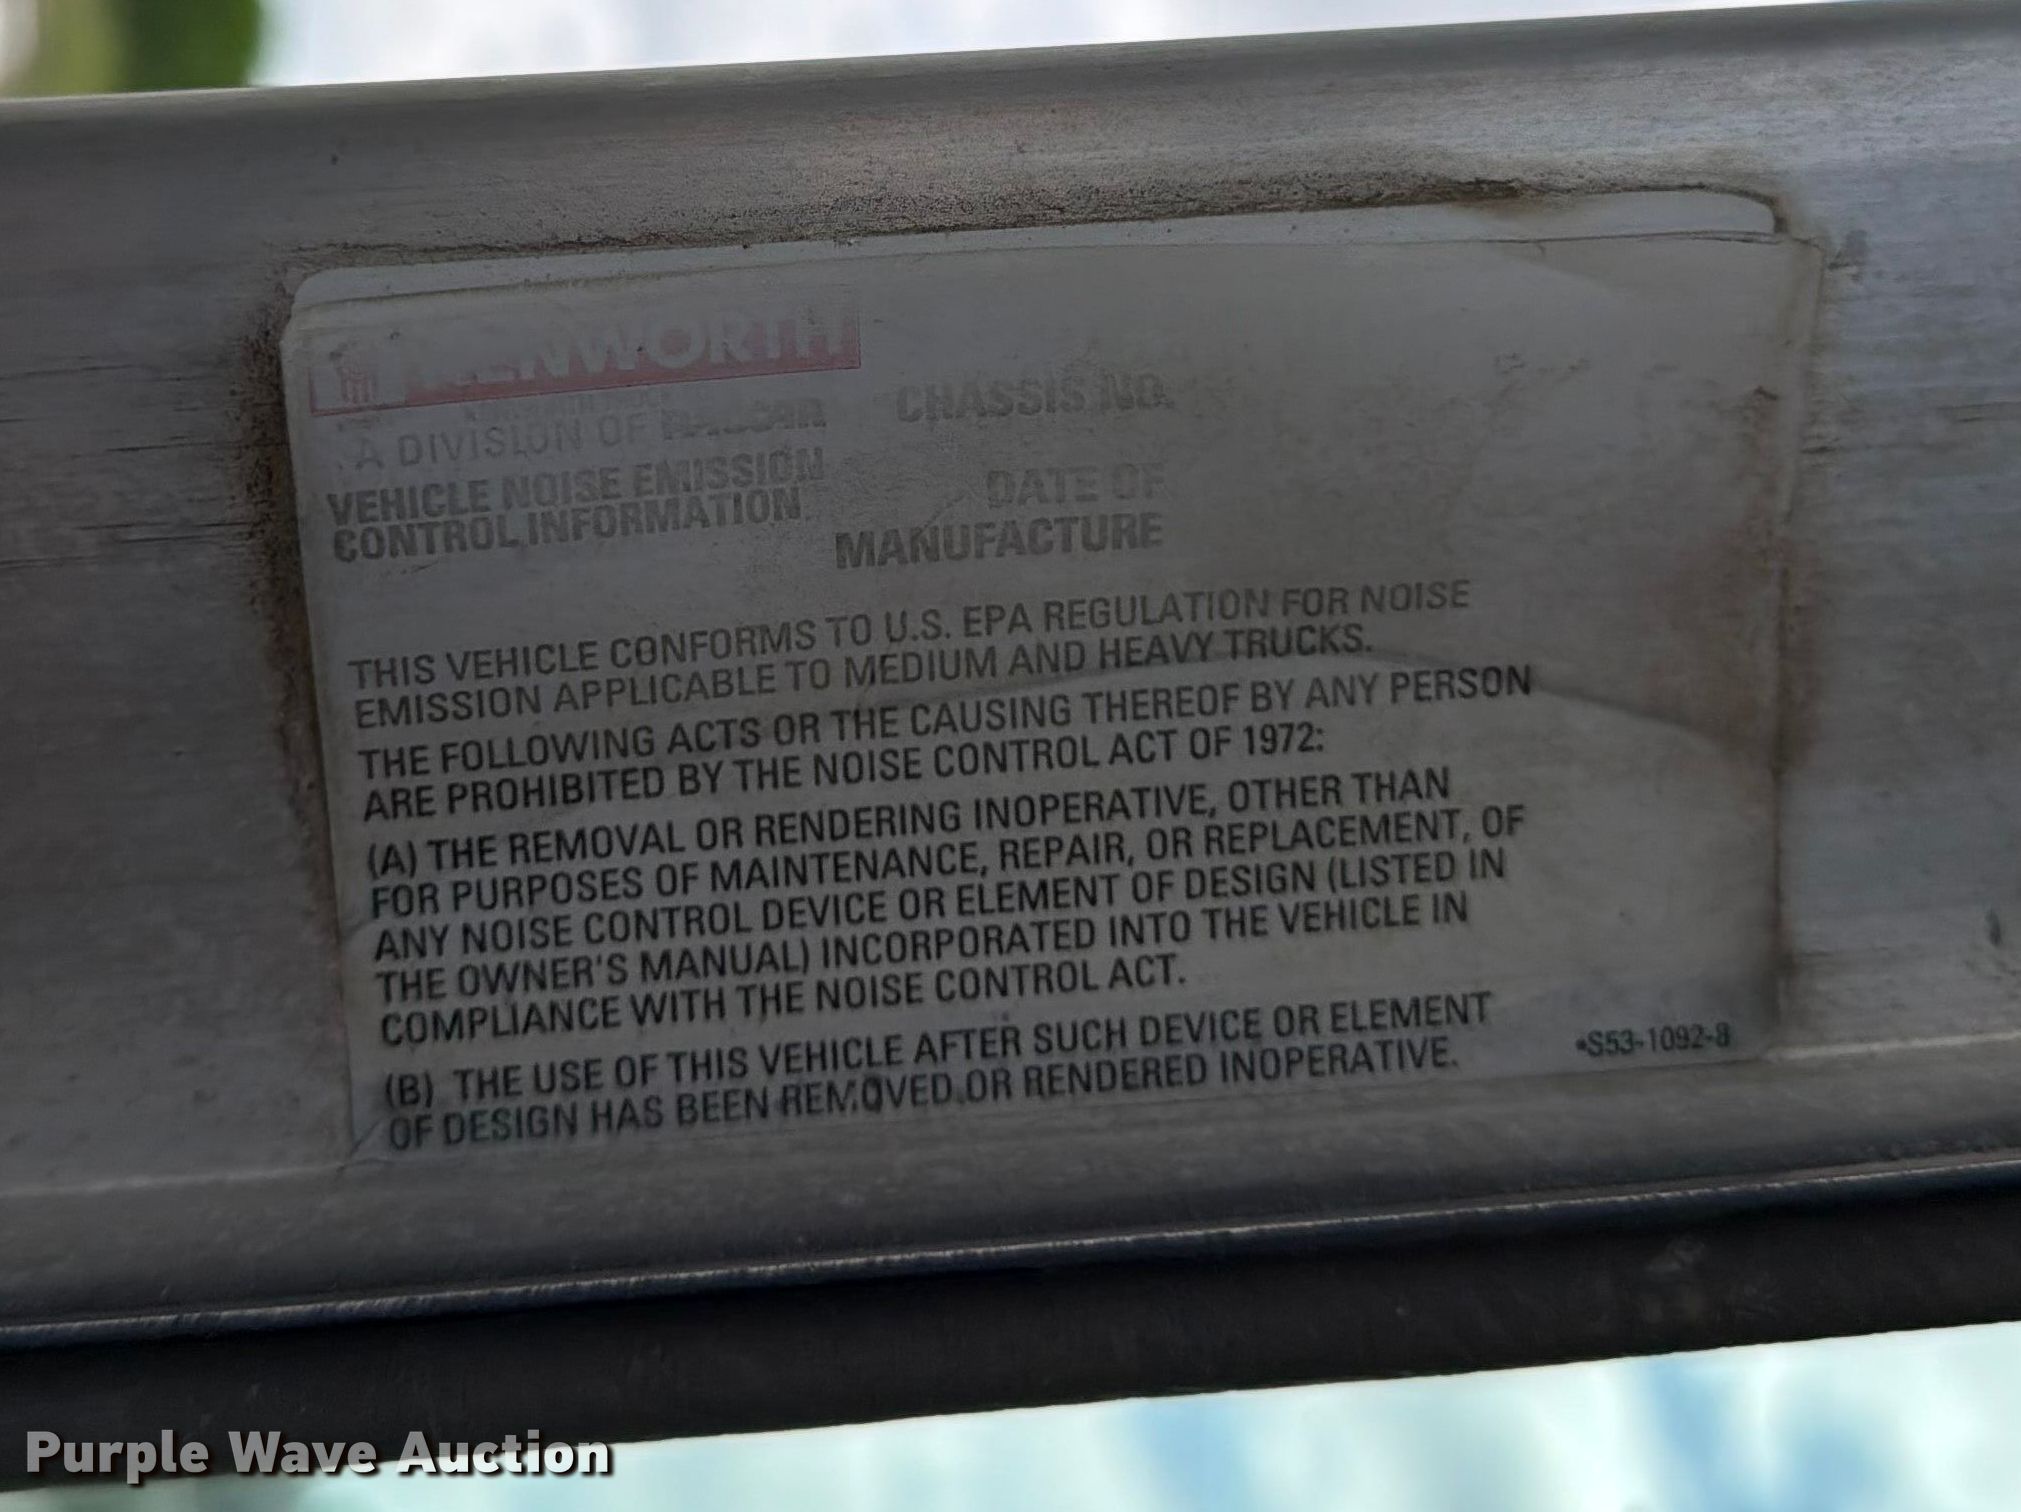 KENWORTH
A DIVISION OF PACCAR
CHASSIS NO.
VEHICLE NOISE EMISSION
CONTROL INFORMATION
DATE OF
MANUFACTURE
THIS VEHICLE CONFORMS TO U.S. EPA REGULATION FOR NOISE
EMISSION APPLICABLE TO MEDIUM AND HEAVY TRUCKS.
THE FOLLOWING ACTS OR THE CAUSING THEREOF BY ANY PERSON
ARE PROHIBITED BY THE NOISE CONTROL ACT OF 1972:
(A) THE REMOVAL OR RENDERING INOPERATIVE, OTHER THAN
FOR PURPOSES OF MAINTENANCE, REPAIR, OR REPLACEMENT, OF
ANY NOISE CONTROL DEVICE OR ELEMENT OF DESIGN (LISTED IN
THE OWNER'S MANUAL) INCORPORATED INTO THE VEHICLE IN
COMPLIANCE WITH THE NOISE CONTROL ACT.
(B) THE USE OF THIS VEHICLE AFTER SUCH DEVICE OR ELEMENT
OF DESIGN HAS BEEN REMOVED OR RENDERED INOPERATIVE.
•S53-1092-8
Purple Wave Auction